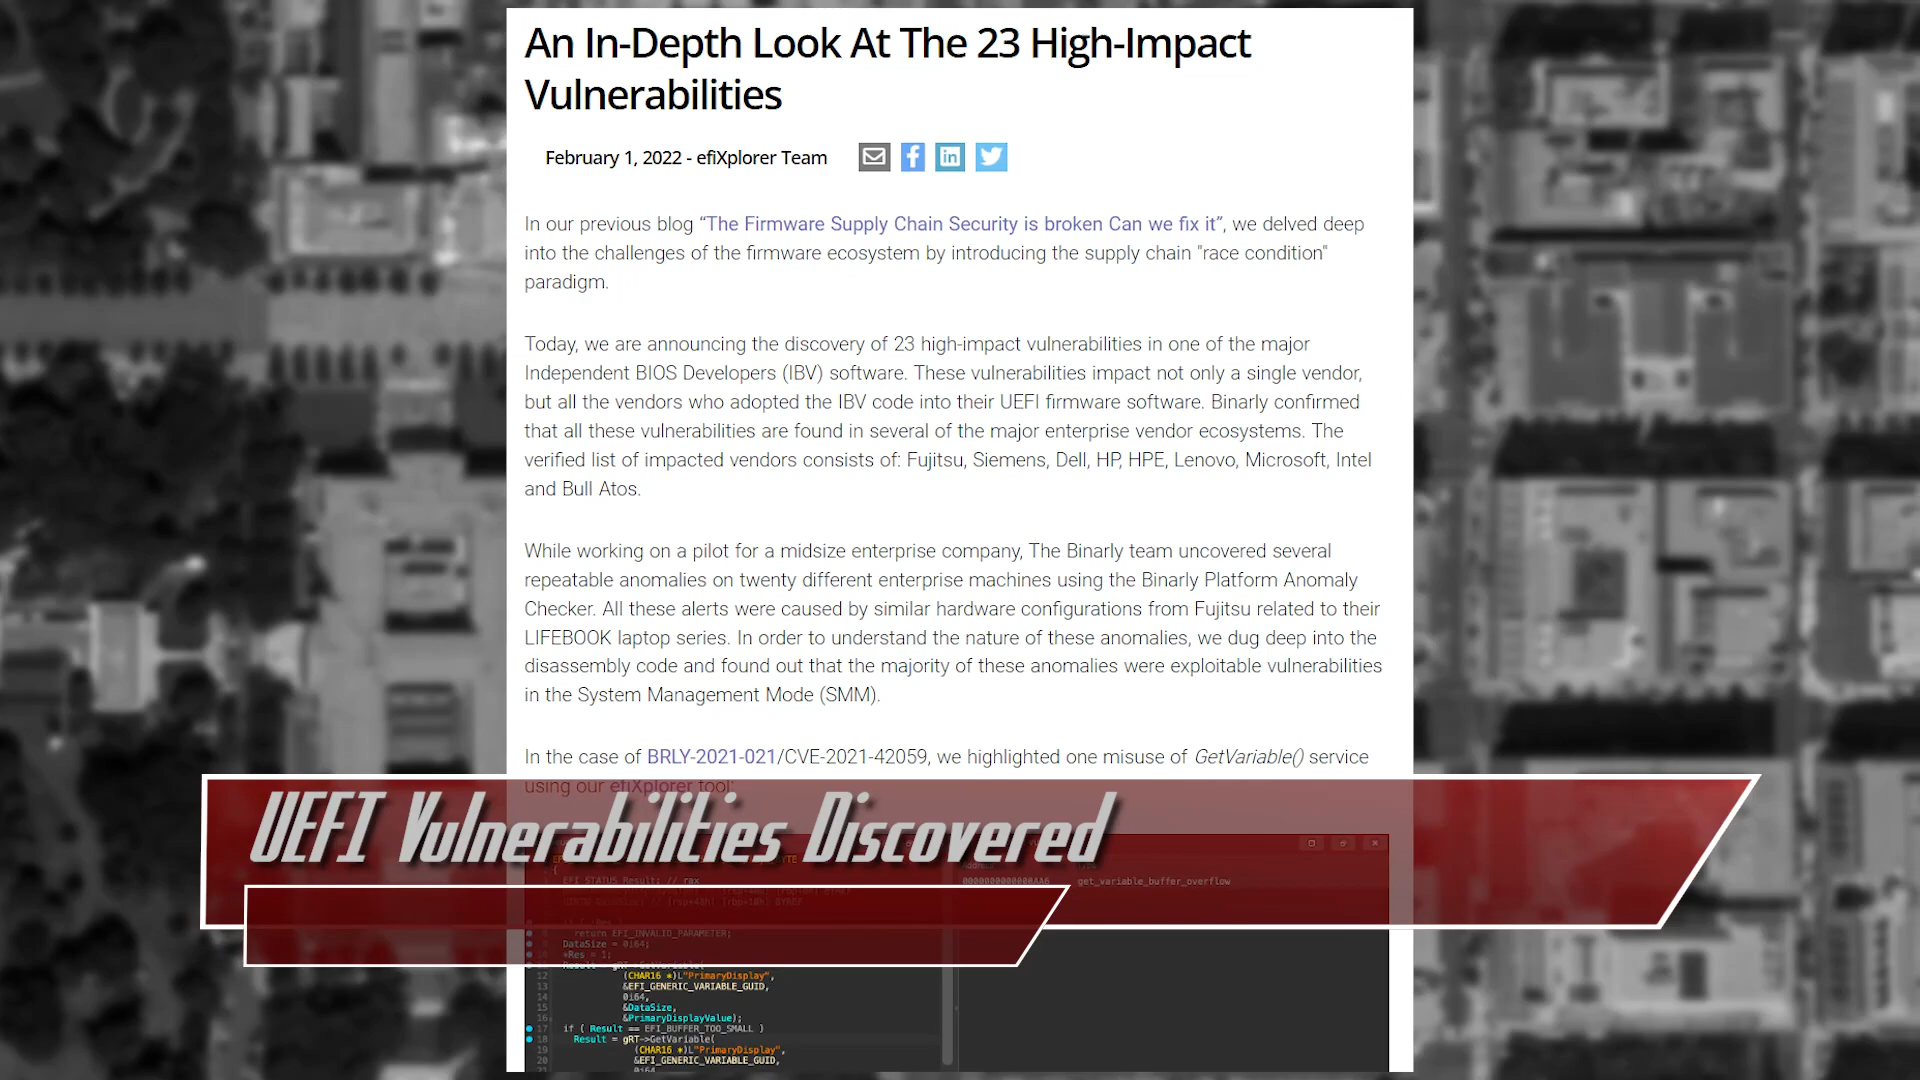 An In-Depth Look At The 23 High-Impact
Vulnerabilities
February 1, 2022 - efiXplorer Team
In our previous blog “The Firmware Supply Chain Security is broken Can we fix it”, we delved deep
into the challenges of the firmware ecosystem by introducing the supply chain "race condition"
paradigm.
Today, we are announcing the discovery of 23 high-impact vulnerabilities in one of the major
Independent BIOS Developers (IBV) software. These vulnerabilities impact not only a single vendor,
but all the vendors who adopted the IBV code into their UEFI firmware software. Binarly confirmed
that all these vulnerabilities are found in several of the major enterprise vendor ecosystems. The
verified list of impacted vendors consists of: Fujitsu, Siemens, Dell, HP, HPE, Lenovo, Microsoft, Intel
and Bull Atos.
While working on a pilot for a midsize enterprise company, The Binarly team uncovered several
repeatable anomalies on twenty different enterprise machines using the Binarly Platform Anomaly
Checker. All these alerts were caused by similar hardware configurations from Fujitsu related to their
LIFEBOOK laptop series. In order to understand the nature of these anomalies, we dug deep into the
disassembly code and found out that the majority of these anomalies were exploitable vulnerabilities
in the System Management Mode (SMM).
In the case of BRLY-2021-021/CVE-2021-42059, we highlighted one misuse of GetVariable() service
using our efiXplorer tool:
UEFI Vulnerabilities Discovered
{
EFI_STATUS Result; // rax
get_variable_buffer_overflow
return EFI_INVALID_PARAMETER;
DataSize = 0i64;
*Res = 1;
12 (CHAR16 *)L"PrimaryDisplay",
13 &EFI_GENERIC_VARIABLE_GUID,
14 0i64,
15 &DataSize,
16 &PrimaryDisplayValue);
17 if ( Result == EFI_BUFFER_TOO_SMALL )
18 Result = gRT->GetVariable(
19 (CHAR16 *)L"PrimaryDisplay",
20 &EFI_GENERIC_VARIABLE_GUID,
21 0i64